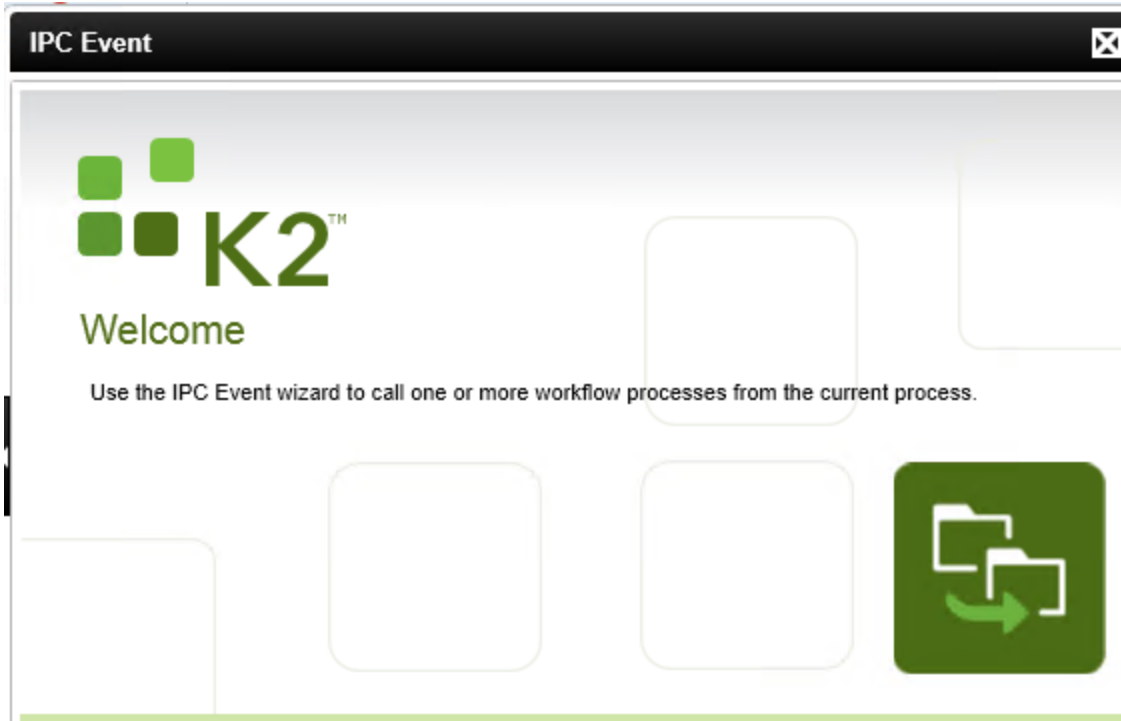 IPC Event
K2™
Welcome
Use the IPC Event wizard to call one or more workflow processes from the current process.